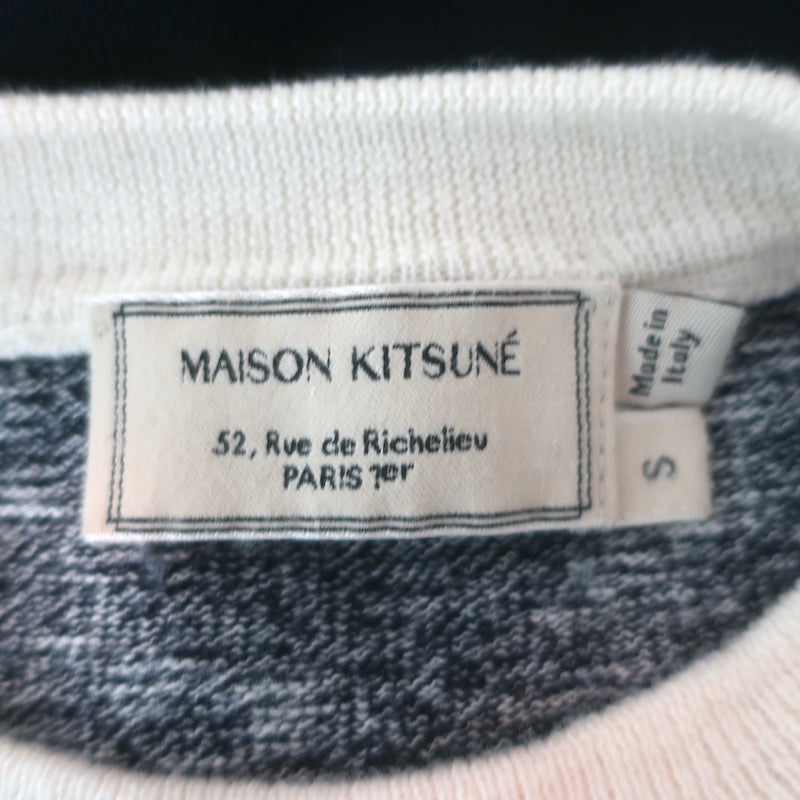 MAISON KITSUNÉ
52, Rue de Richelieu
PARIS 1er
Made in
Italy
S